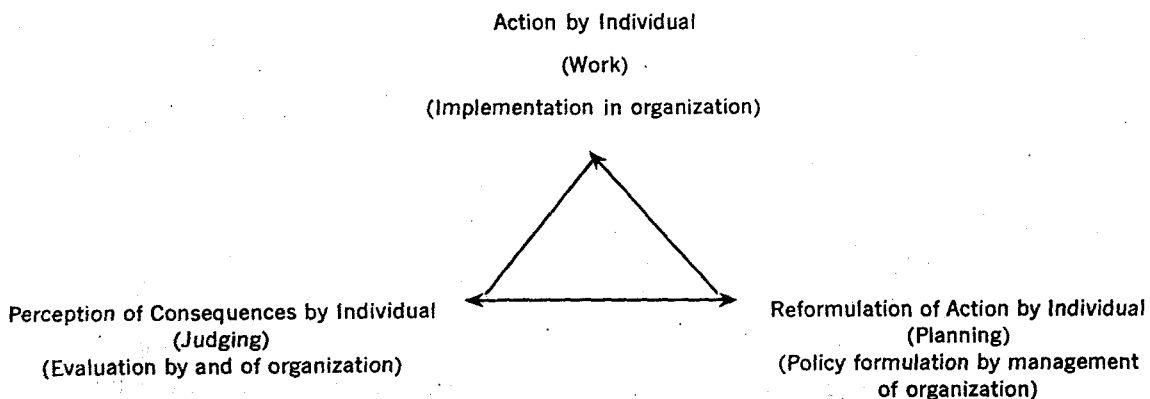 Action by Individual
(Work)
(Implementation in organization)
Perception of Consequences by Individual
(Judging)
(Evaluation by and of organization)
Reformulation of Action by Individual
(Planning)
(Policy formulation by management
of organization)